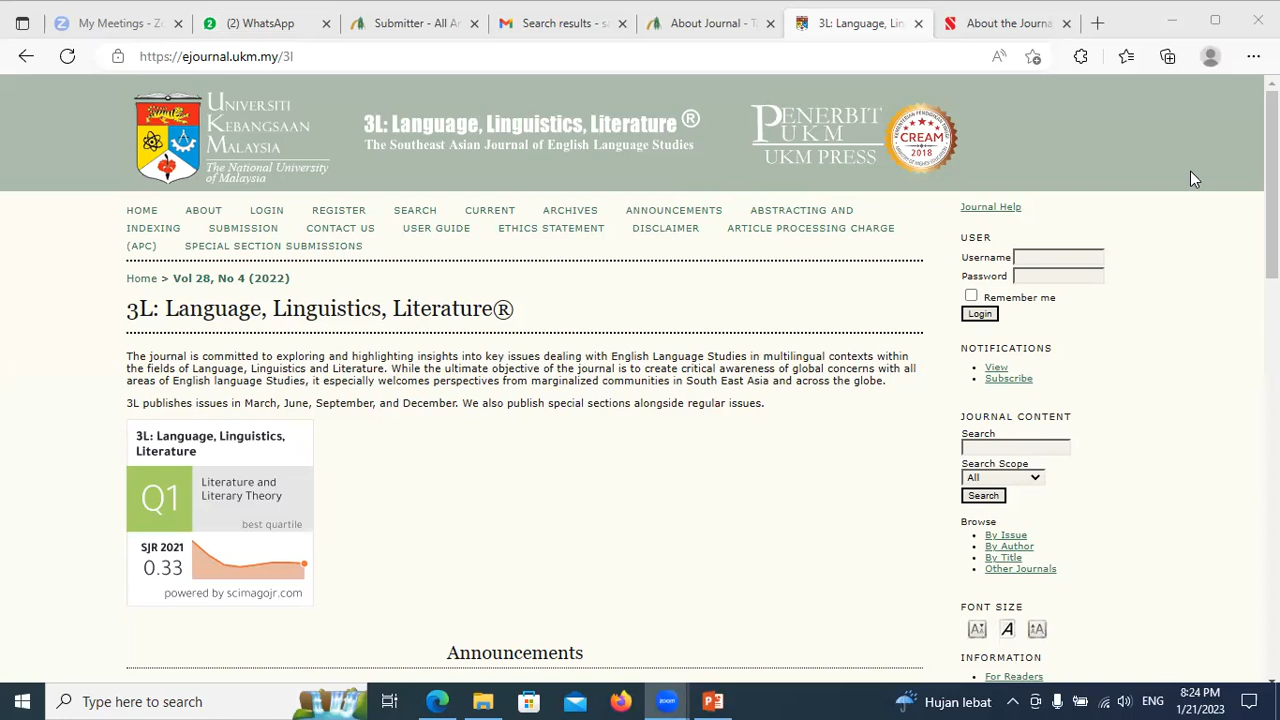 My Meetings - Zo
(2) WhatsApp
Submitter - All Ar
Search results - sa
About Journal - T
3L: Language, Lin
About the Journa
https://ejournal.ukm.my/3l
UNIVERSITI
KEBANGSAAN
MALAYSIA
The National University
of Malaysia
3L: Language, Linguistics, Literature ®
The Southeast Asian Journal of English Language Studies
PENERBIT
UKM
UKM PRESS
CREAM
2018
HOME ABOUT LOGIN REGISTER SEARCH CURRENT ARCHIVES ANNOUNCEMENTS ABSTRACTING AND
INDEXING SUBMISSION CONTACT US USER GUIDE ETHICS STATEMENT DISCLAIMER ARTICLE PROCESSING CHARGE
(APC) SPECIAL SECTION SUBMISSIONS
Home > Vol 28, No 4 (2022)
3L: Language, Linguistics, Literature®
The journal is committed to exploring and highlighting insights into key issues dealing with English Language Studies in multilingual contexts within
the fields of Language, Linguistics and Literature. While the ultimate objective of the journal is to create critical awareness of global concerns with all
areas of English language Studies, it especially welcomes perspectives from marginalized communities in South East Asia and across the globe.
3L publishes issues in March, June, September, and December. We also publish special sections alongside regular issues.
3L: Language, Linguistics,
Literature
Q1
Literature and
Literary Theory
best quartile
SJR 2021
0.33
powered by scimagojr.com
Announcements
Journal Help
USER
Username
Password
Remember me
Login
NOTIFICATIONS
View
Subscribe
JOURNAL CONTENT
Search
Search Scope
All
Search
Browse
By Issue
By Author
By Title
Other Journals
FONT SIZE
INFORMATION
For Readers
Type here to search
zoom
Hujan lebat
ENG
8:24 PM
1/21/2023